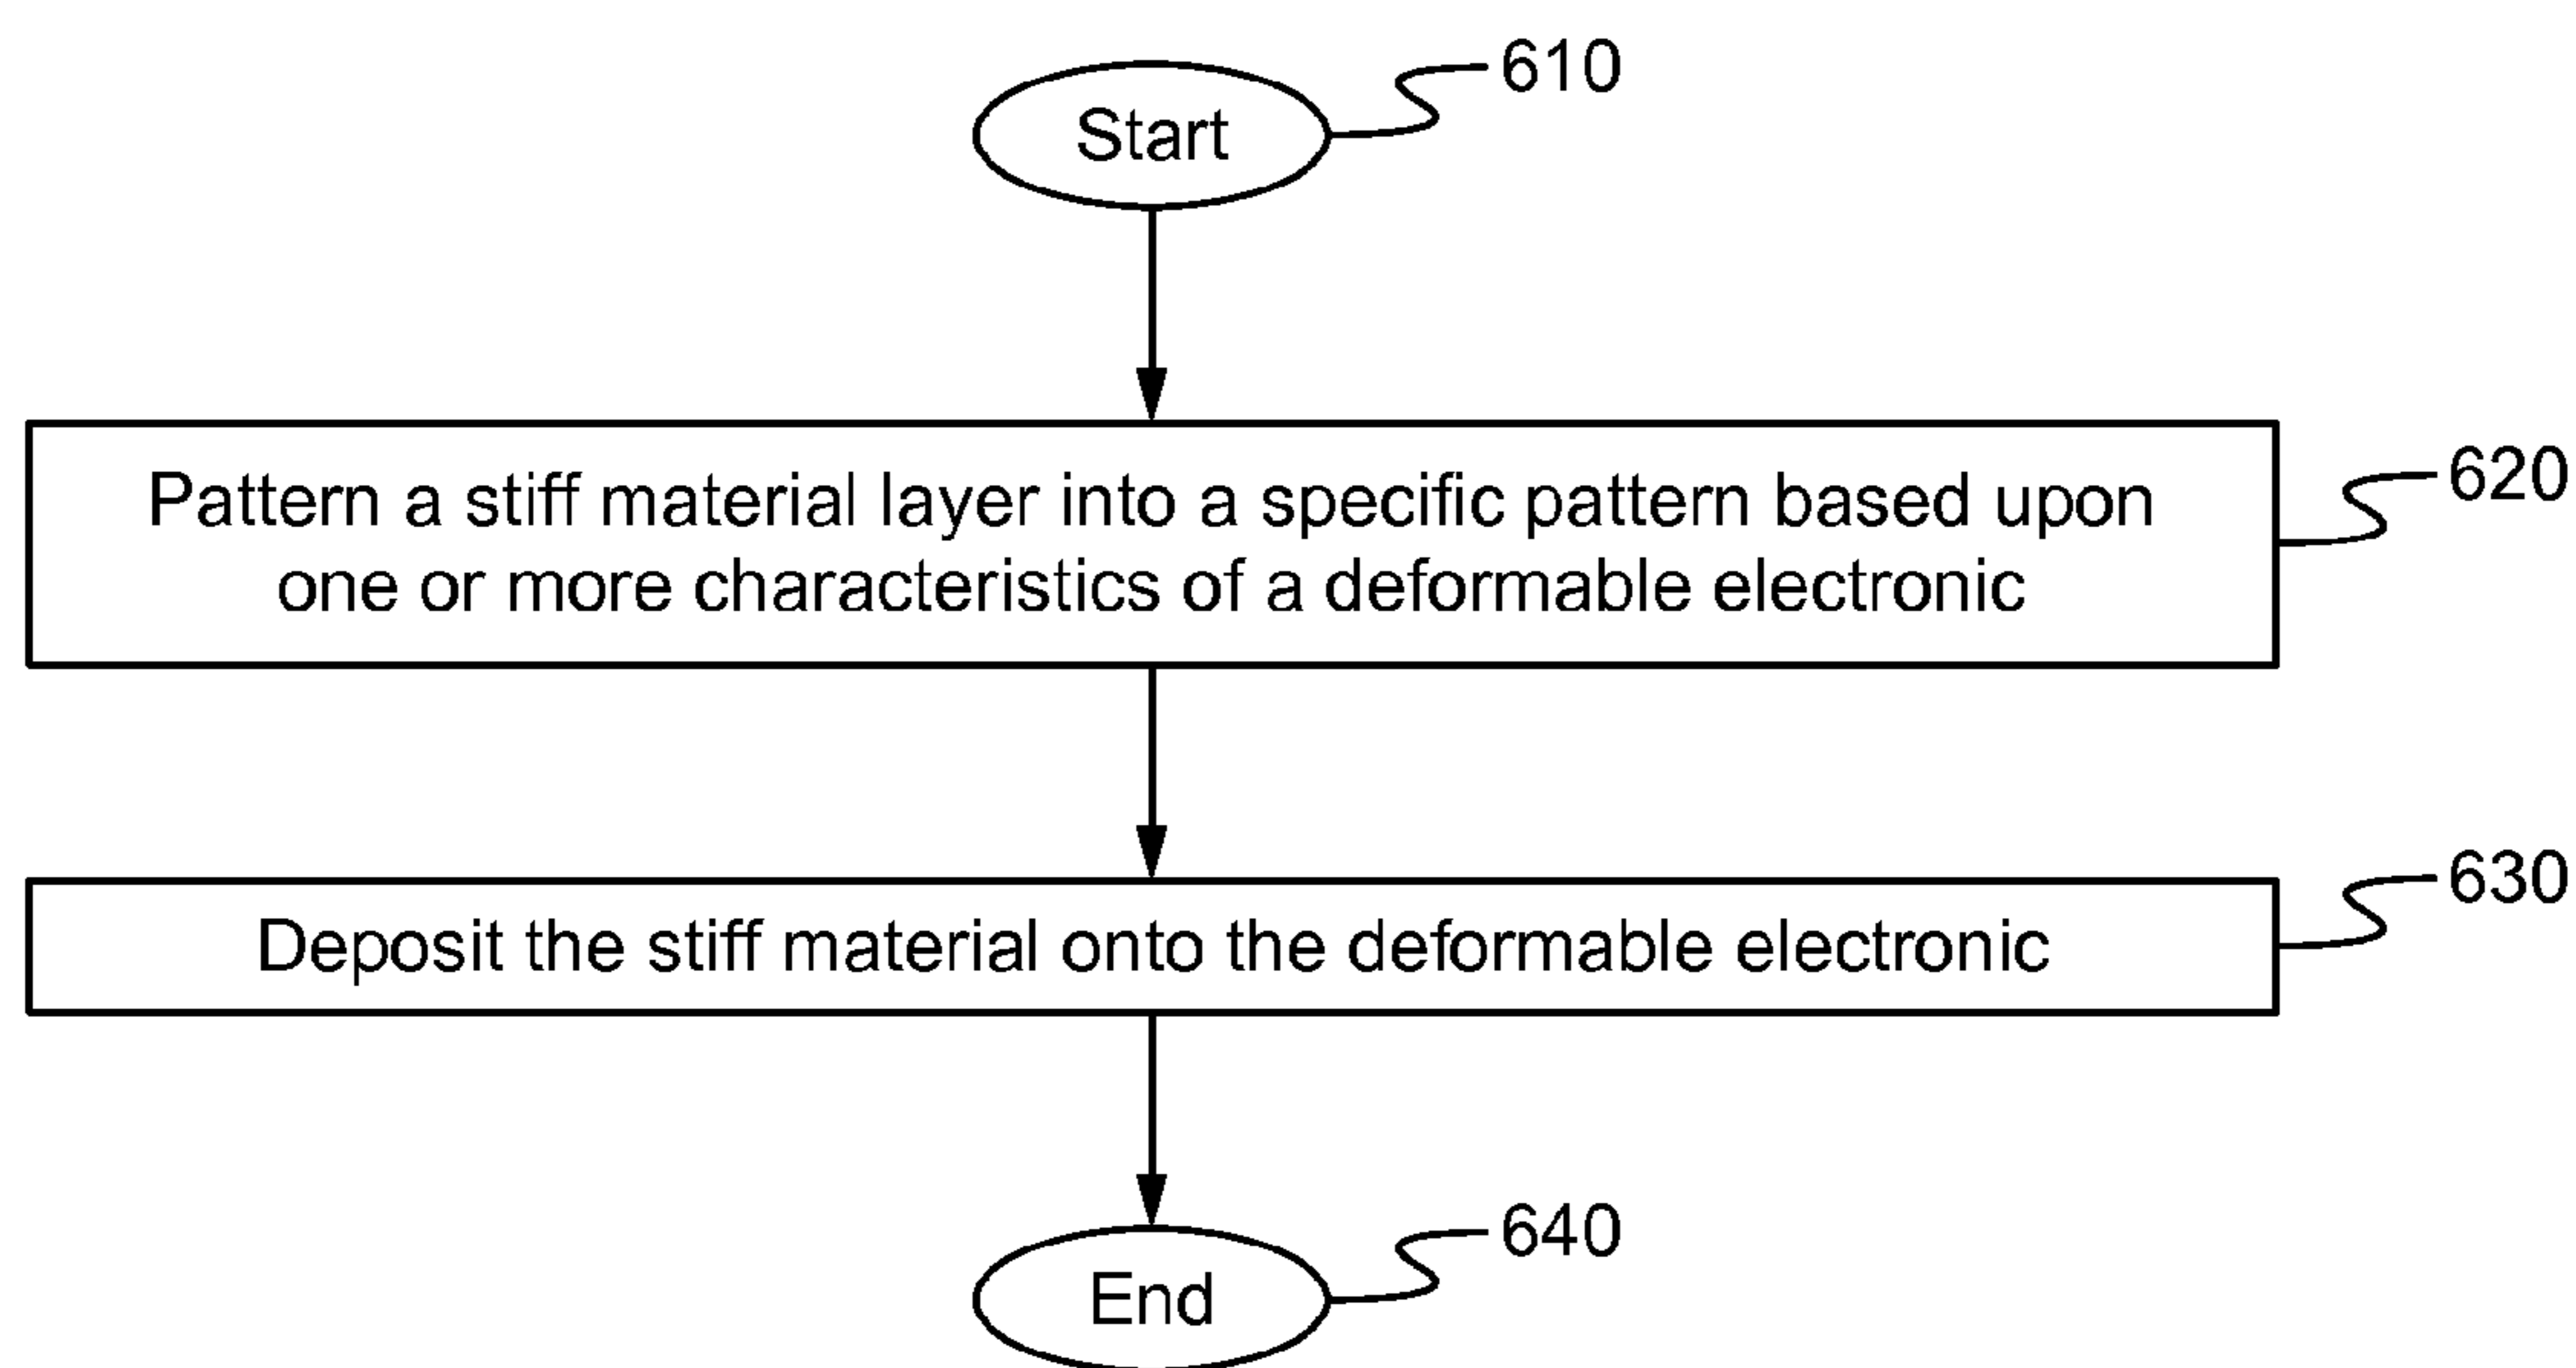 Start
610
Pattern a stiff material layer into a specific pattern based upon
one or more characteristics of a deformable electronic
620
Deposit the stiff material onto the deformable electronic
630
End
640